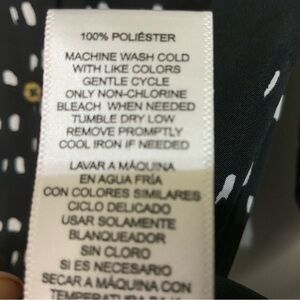 100% POLIÉSTER
MACHINE WASH COLD
WITH LIKE COLORS
GENTLE CYCLE
ONLY NON-CHLORINE
BLEACH WHEN NEEDED
TUMBLE DRY LOW
REMOVE PROMPTLY
COOL IRON IF NEEDED
LAVAR A MÁQUINA
EN AGUA FRÍA
CON COLORES SIMILARES
CICLO DELICADO
USAR SOLAMENTE
BLANQUEADOR
SIN CLORO
SI ES NECESARIO
SECAR A MÁQUINA CON
TEMPERATURA